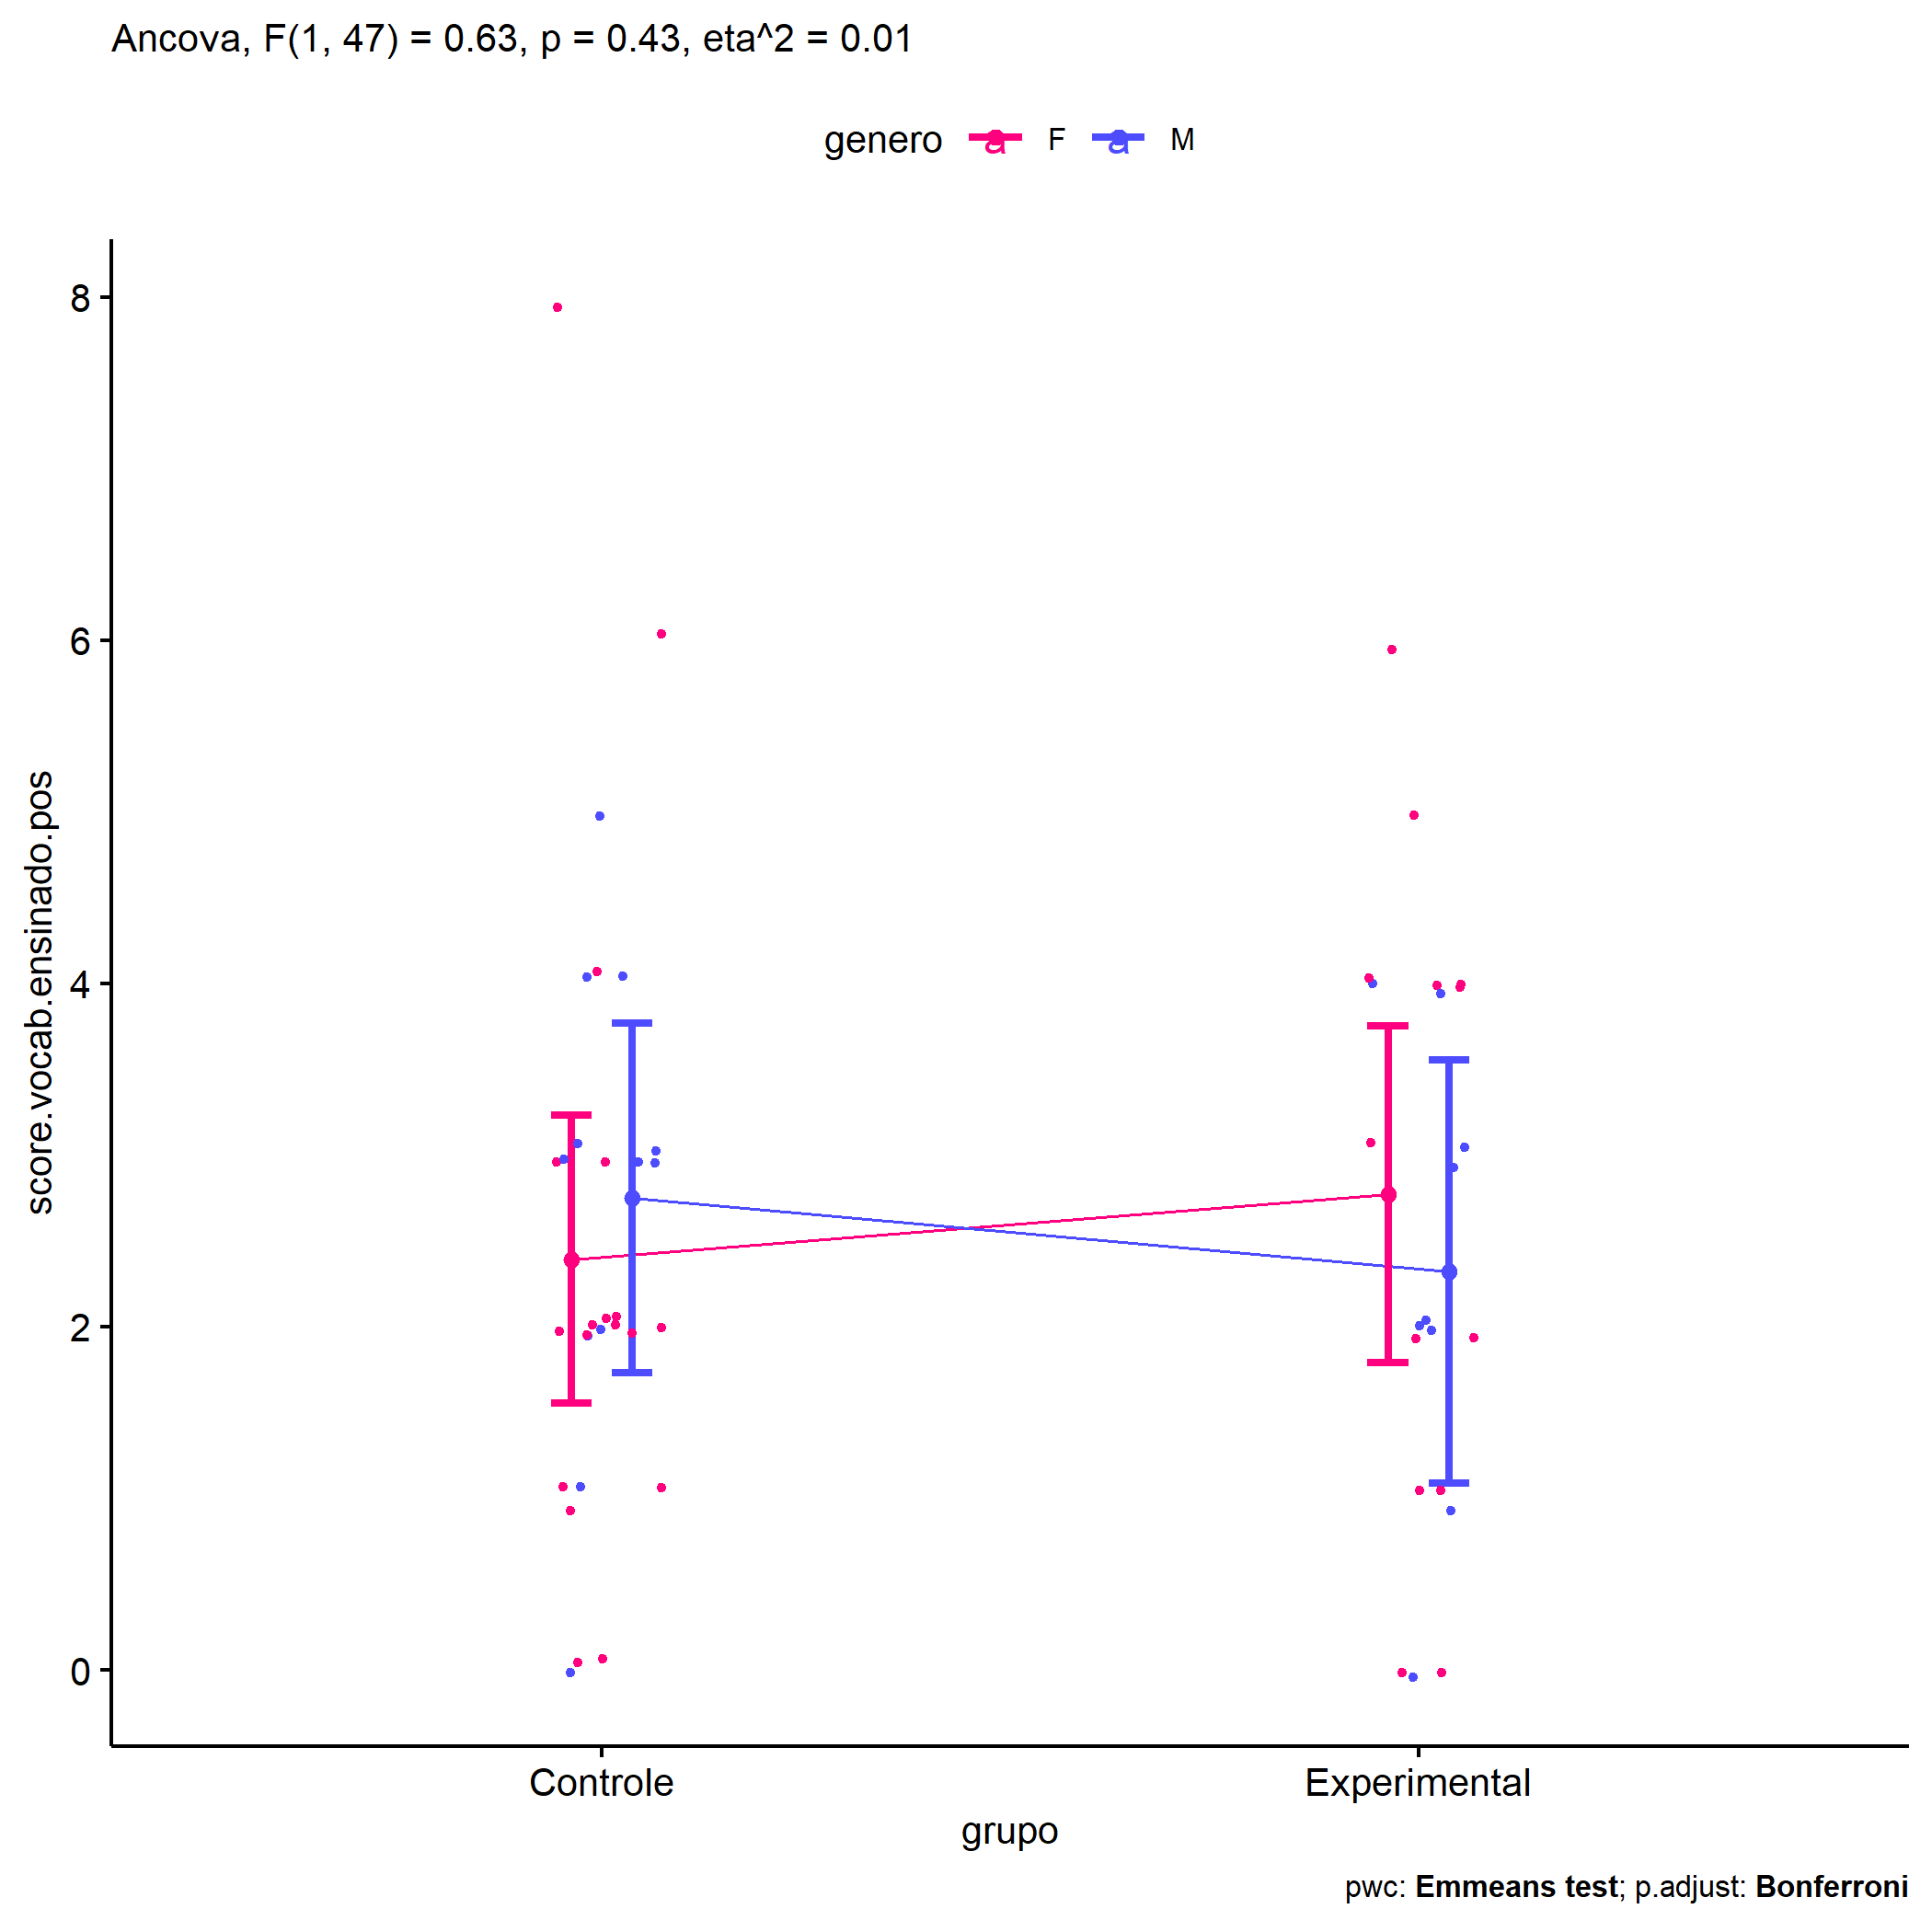 Ancova, F(1, 47) = 0.63, p = 0.43, eta^2 = 0.01
genero a F a M
score.vocab.ensinado.pos
8
6
4
2
0
Controle Experimental
grupo
pwc: Emmeans test; p.adjust: Bonferroni